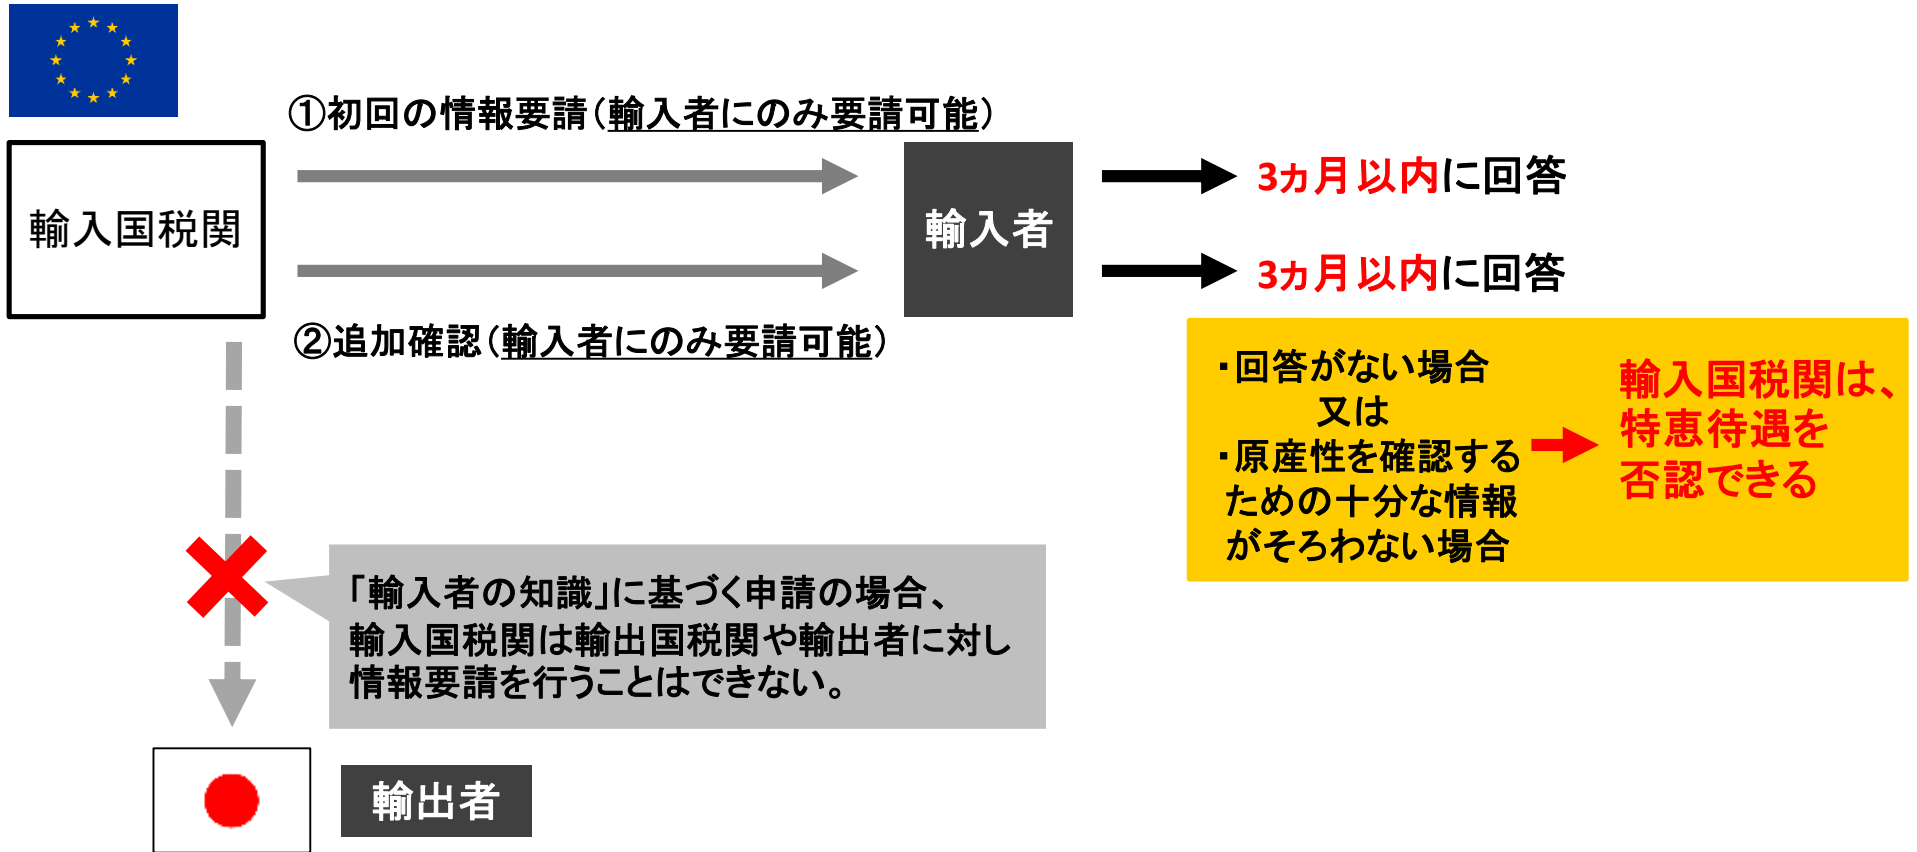 ①初回の情報要請(輸入者にのみ要請可能)
輸入国税関
輸入者
3ヵ月以内に回答
3ヵ月以内に回答
②追加確認(輸入者にのみ要請可能)
・回答がない場合
又は
・原産性を確認する
ための十分な情報
がそろわない場合
輸入国税関は、
特恵待遇を
否認できる
「輸入者の知識」に基づく申請の場合、
輸入国税関は輸出国税関や輸出者に対し
情報要請を行うことはできない。
輸出者